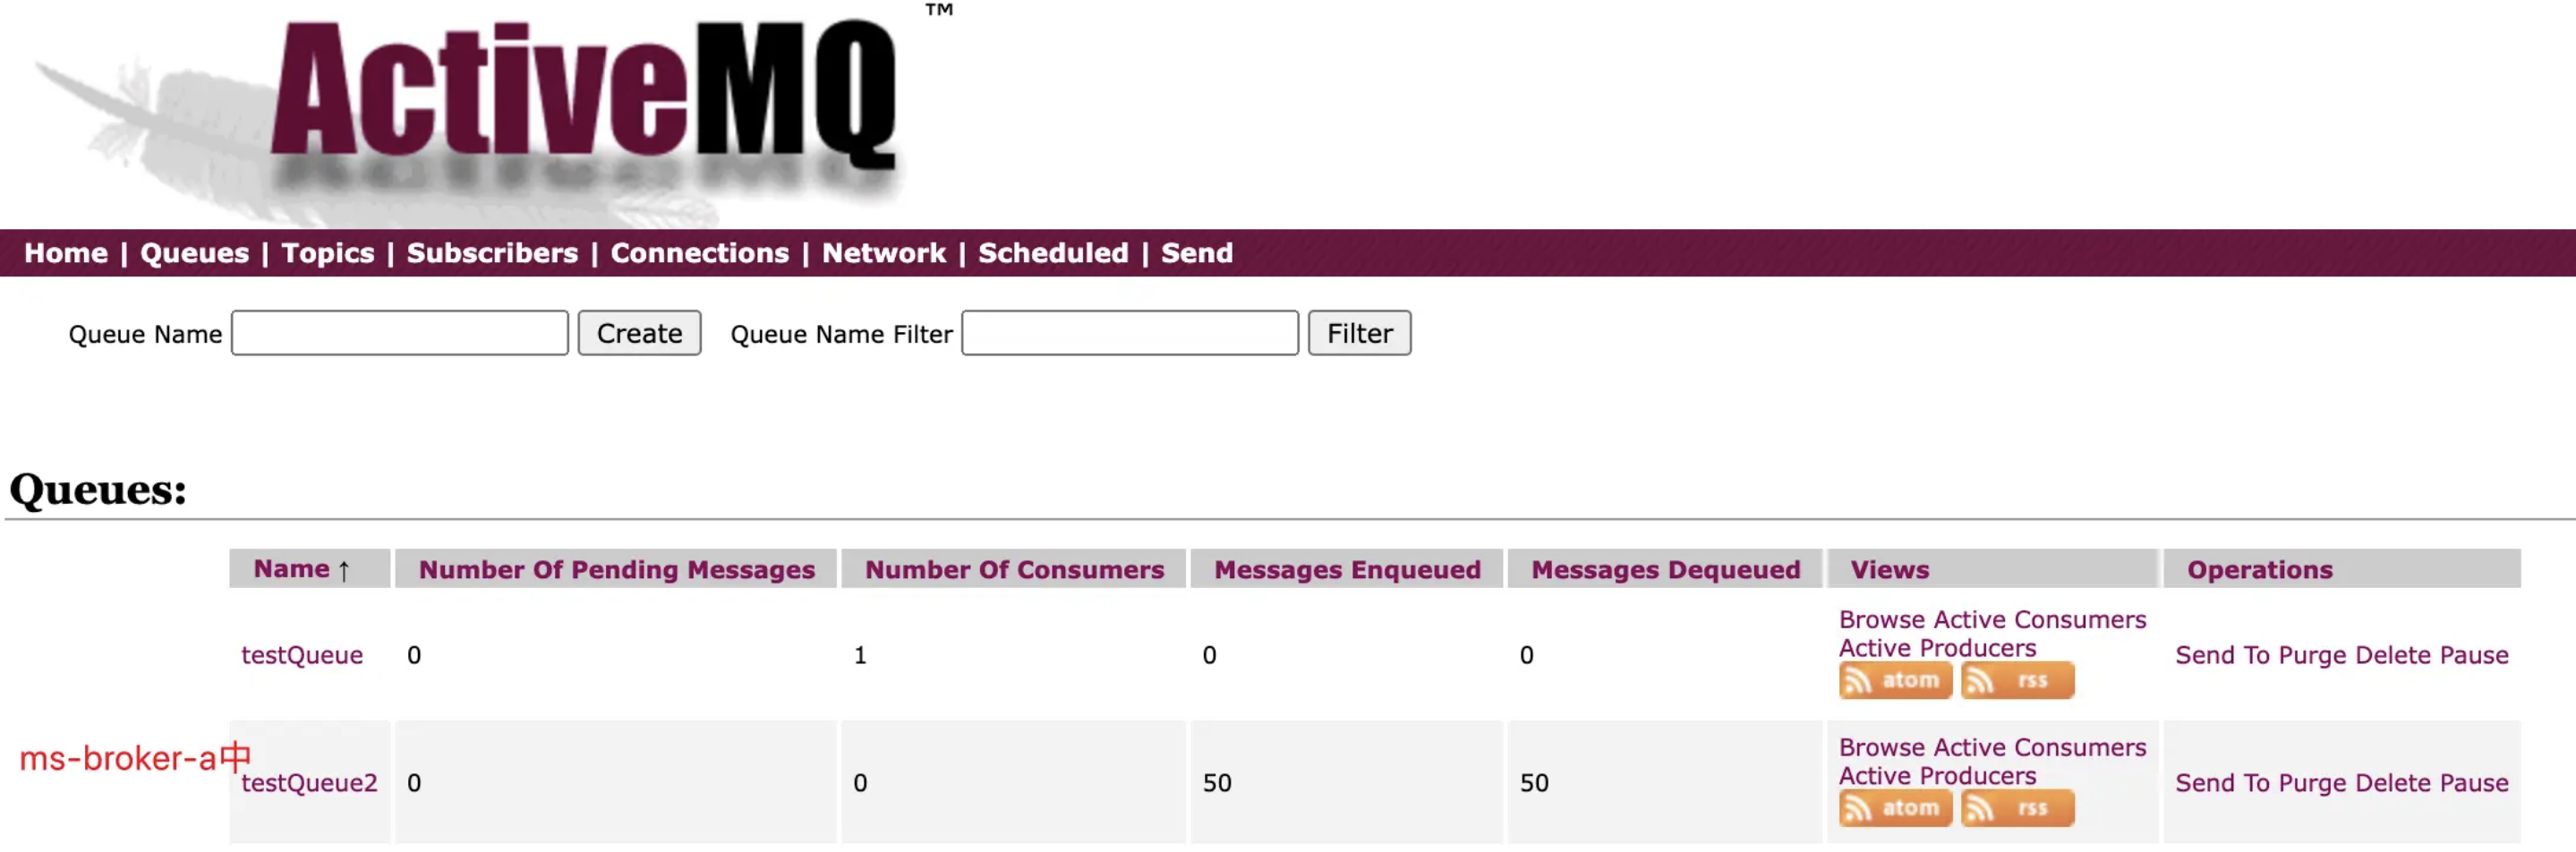 ActiveMQ™
Home | Queues | Topics | Subscribers | Connections | Network | Scheduled | Send
Queue Name Create Queue Name Filter Filter
Queues:
Name ↑ Number Of Pending Messages Number Of Consumers Messages Enqueued Messages Dequeued Views Operations
testQueue 0 1 0 0 Browse Active Consumers
Active Producers
atom rss
Send To Purge Delete Pause
ms-broker-a中
testQueue2 0 0 50 50 Browse Active Consumers
Active Producers
atom rss
Send To Purge Delete Pause